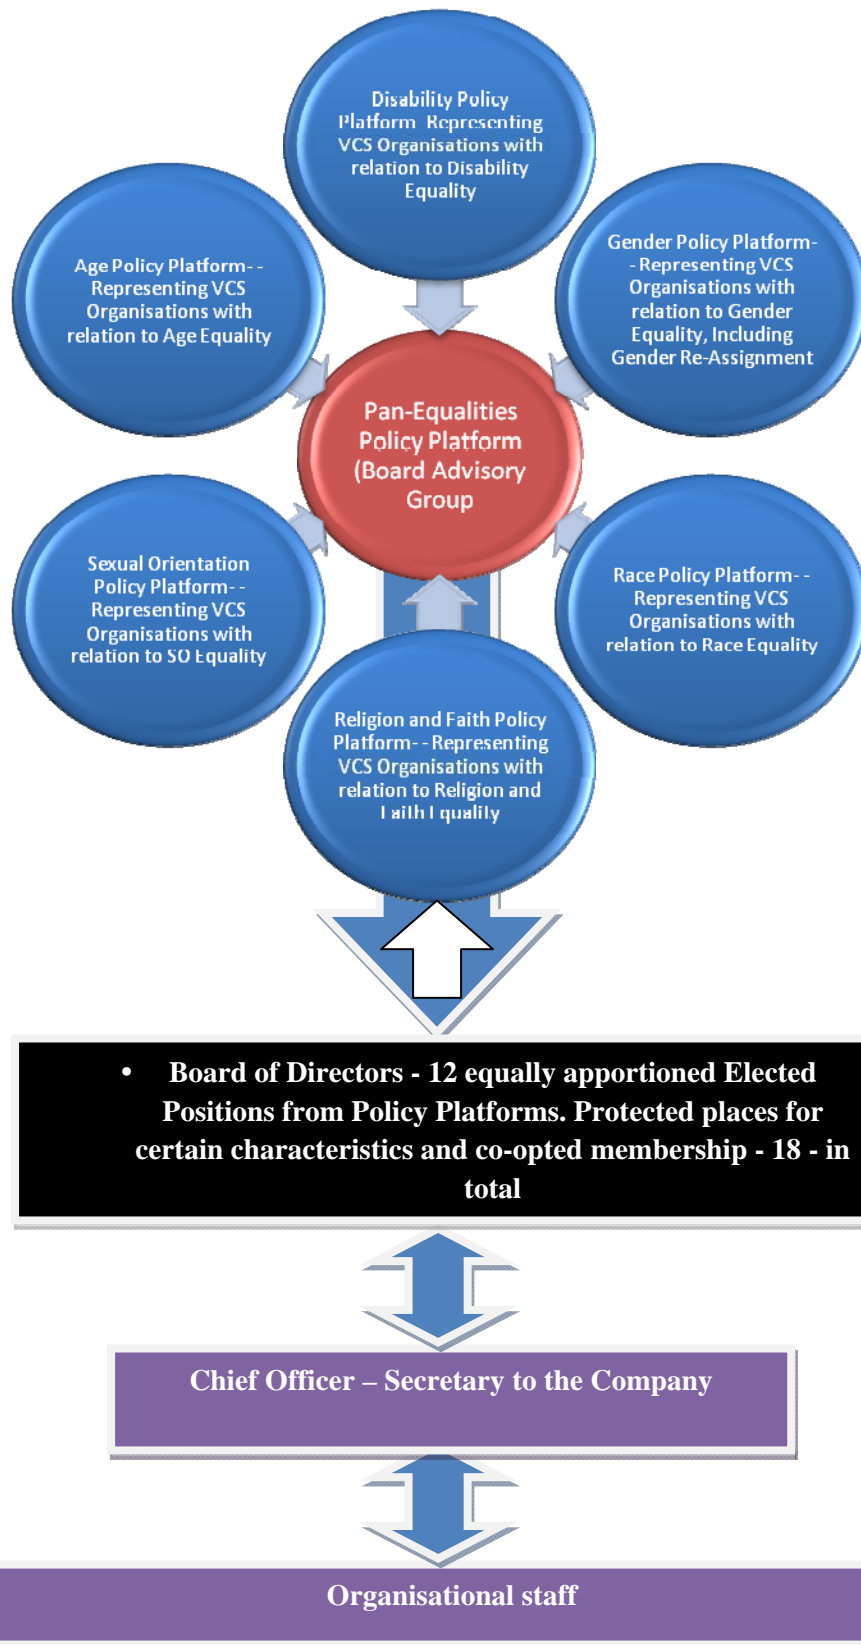 Disability Policy
Platform Representing
VCS Organisations with
relation to Disability
Equality
Age Policy Platform- -
Representing VCS
Organisations with
relation to Age Equality
Gender Policy Platform-
- Representing VCS
Organisations with
relation to Gender
Equality, Including
Gender Re-Assignment
Pan-Equalities
Policy Platform
(Board Advisory
Group
Sexual Orientation
Policy Platform- -
Representing VCS
Organisations with
relation to SO Equality
Race Policy Platform- -
Representing VCS
Organisations with
relation to Race Equality
Religion and Faith Policy
Platform- - Representing
VCS Organisations with
relation to Religion and
Faith Equality
• Board of Directors - 12 equally apportioned Elected
Positions from Policy Platforms. Protected places for
certain characteristics and co-opted membership - 18 - in
total
Chief Officer – Secretary to the Company
Organisational staff